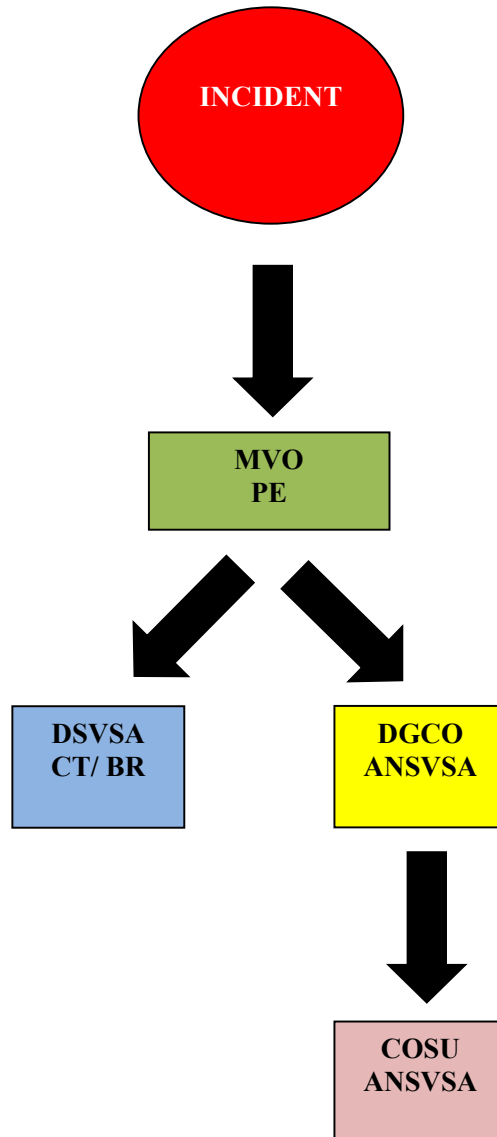 INCIDENT
MVO
PE
DSVSA
CT/ BR
DGCO
ANSVSA
COSU
ANSVSA